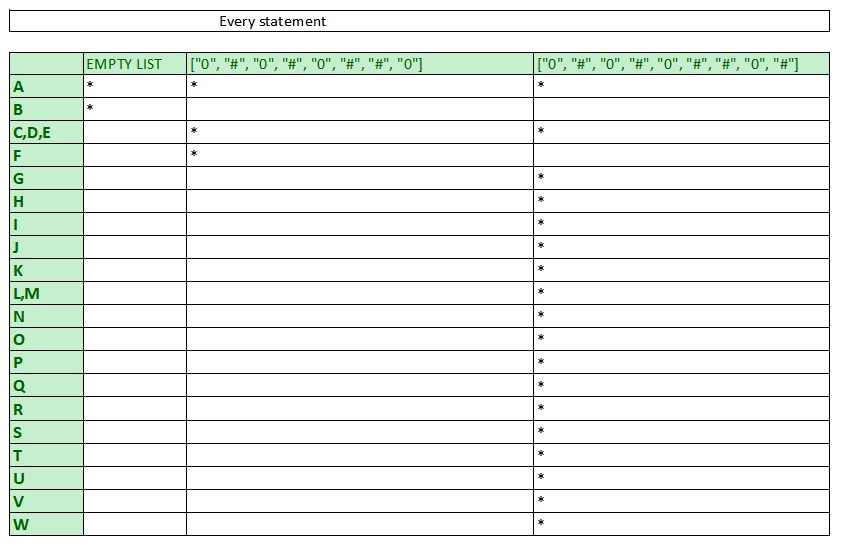 Every statement
EMPTY LIST ["0", "#", "0", "#", "0", "#", "#", "0"] ["0", "#", "0", "#", "0", "#", "#", "0", "#"]
A * * *
B *
C,D,E * *
F *
G *
H *
I *
J *
K *
L,M *
N *
O *
P *
Q *
R *
S *
T *
U *
V *
W *